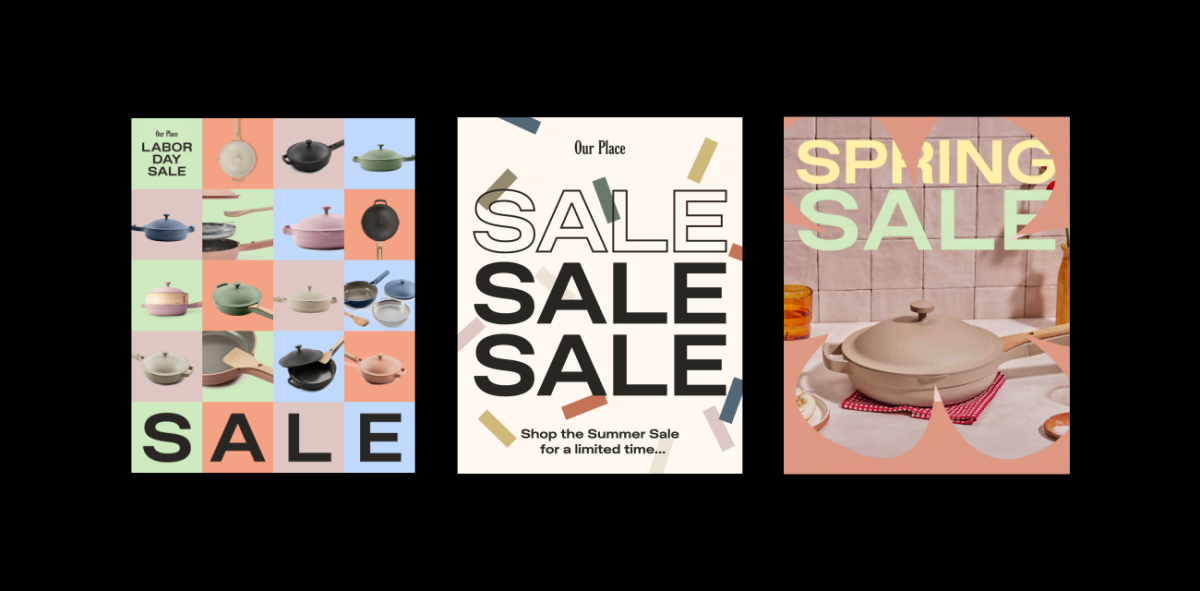 Our Place
LABOR
DAY
SALE
SALE
Our Place
SALE
SALE
SALE
Shop the Summer Sale
for a limited time...
SPRING
SALE